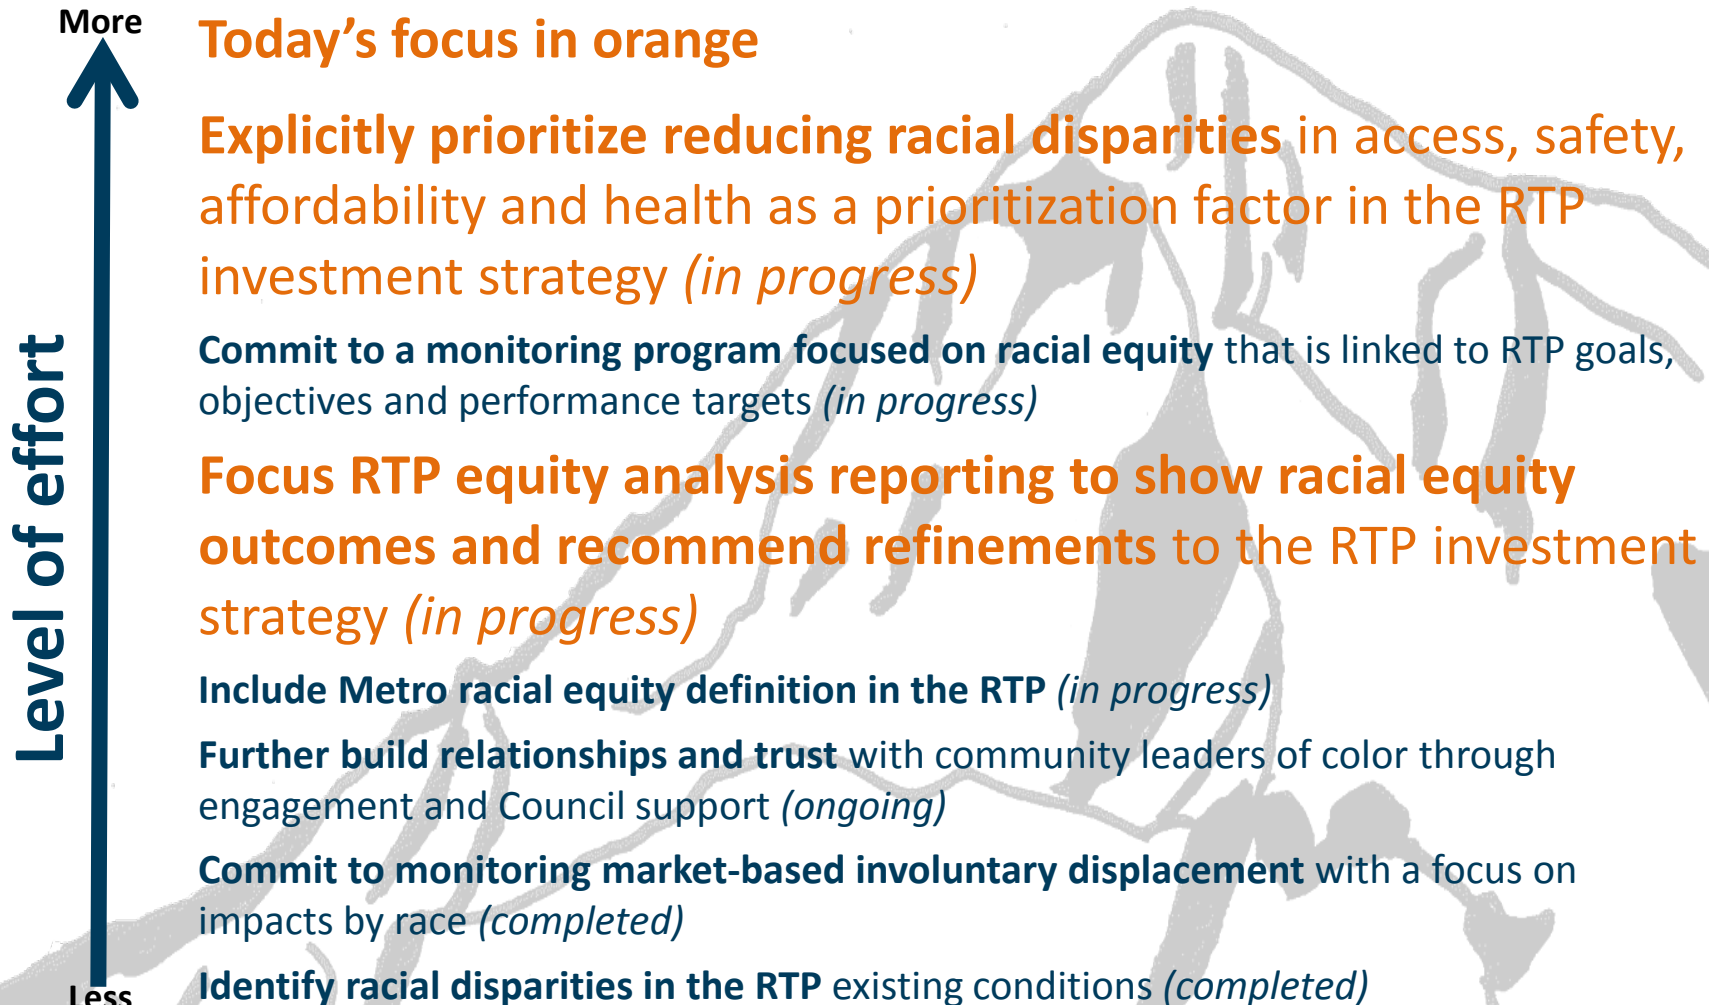 More
Today’s focus in orange
Explicitly prioritize reducing racial disparities in access, safety,
affordability and health as a prioritization factor in the RTP
investment strategy (in progress)
Commit to a monitoring program focused on racial equity that is linked to RTP goals,
objectives and performance targets (in progress)
Level of effort
Focus RTP equity analysis reporting to show racial equity
outcomes and recommend refinements to the RTP investment
strategy (in progress)
Include Metro racial equity definition in the RTP (in progress)
Further build relationships and trust with community leaders of color through
engagement and Council support (ongoing)
Commit to monitoring market-based involuntary displacement with a focus on
impacts by race (completed)
Identify racial disparities in the RTP existing conditions (completed)
Less